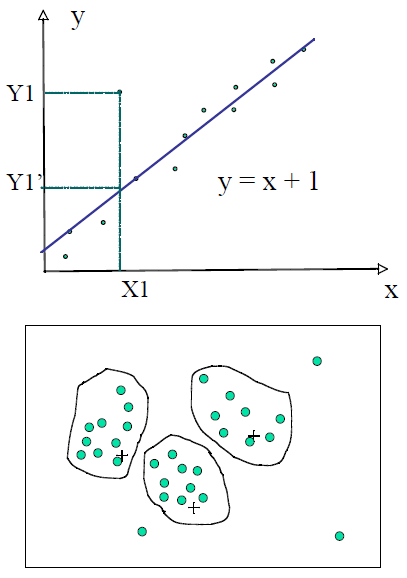 y
Y1
Y1'
y = x + 1
X1
x